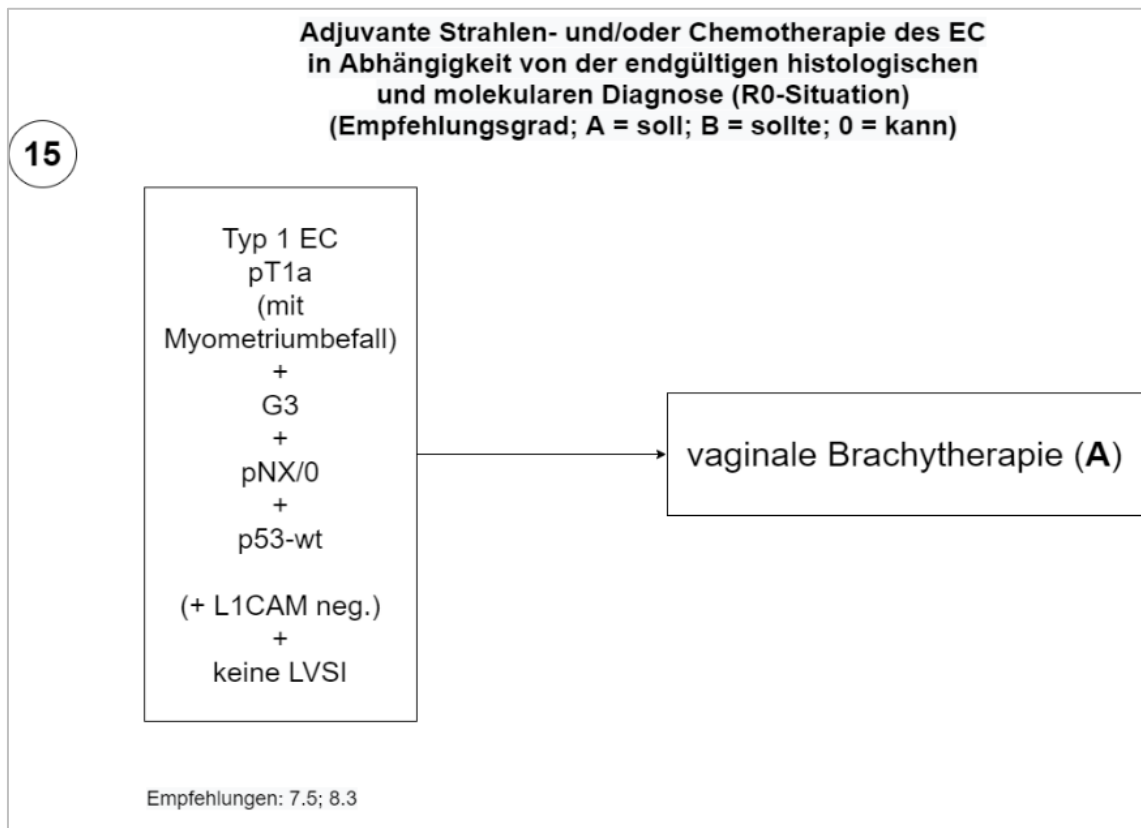 Adjuvante Strahlen- und/oder Chemotherapie des EC
in Abhängigkeit von der endgültigen histologischen
und molekularen Diagnose (R0-Situation)
(Empfehlungsgrad; A = soll; B = sollte; 0 = kann)
15
Typ 1 EC
pT1a
(mit
Myometriumbefall)
+
G3
+
pNX/0
+
p53-wt
(+ L1CAM neg.)
+
keine LVSI
vaginale Brachytherapie (A)
Empfehlungen: 7.5; 8.3